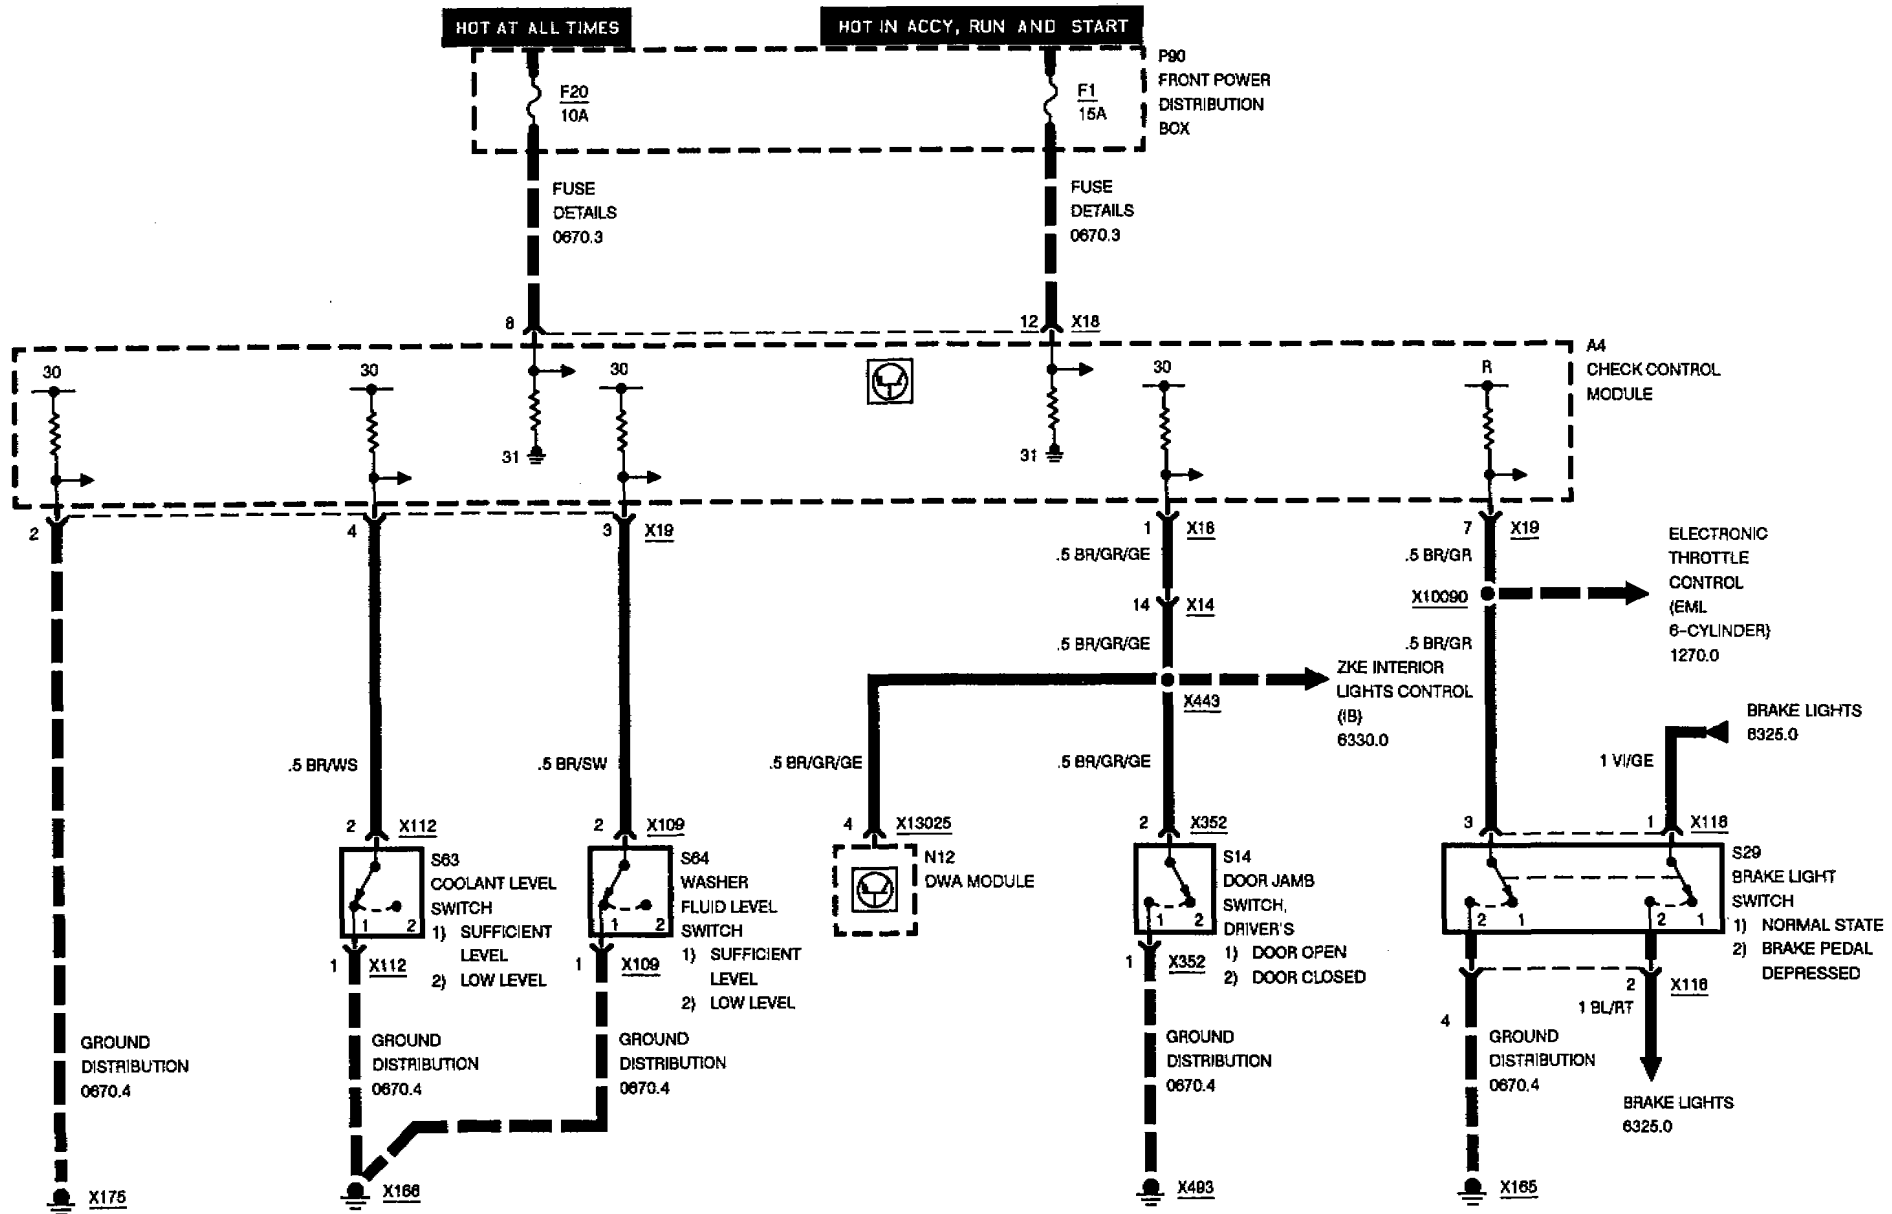 HOT AT ALL TIMES
HOT IN ACCY, RUN AND START
P90
FRONT POWER
DISTRIBUTION
BOX
F20
10A
F1
15A
FUSE
DETAILS
0670.3
FUSE
DETAILS
0670.3
8
12
X18
A4
CHECK CONTROL
MODULE
30
30
30
30
R
31
31
2
4
3
X19
1
X18
7
X19
.5 BR/GR/GE
.5 BR/GR
ELECTRONIC
THROTTLE
CONTROL
(EML
6-CYLINDER)
1270.0
14
X14
X10090
.5 BR/GR/GE
.5 BR/GR
ZKE INTERIOR
LIGHTS CONTROL
(IB)
6330.0
X443
BRAKE LIGHTS
6325.0
.5 BR/WS
.5 BR/SW
.5 BR/GR/GE
.5 BR/GR/GE
1 VI/GE
2
X112
2
X109
4
X13025
2
X352
3
1
X118
S63
COOLANT LEVEL
SWITCH
1) SUFFICIENT
LEVEL
2) LOW LEVEL
1
2
S64
WASHER
FLUID LEVEL
SWITCH
1) SUFFICIENT
LEVEL
2) LOW LEVEL
1
2
N12
DWA MODULE
S14
DOOR JAMB
SWITCH,
DRIVER'S
1) DOOR OPEN
2) DOOR CLOSED
1
2
S29
BRAKE LIGHT
SWITCH
1) NORMAL STATE
2) BRAKE PEDAL
DEPRESSED
2
1
2
1
1
X112
1
X109
1
X352
4
2
X118
1 BL/RT
GROUND
DISTRIBUTION
0670.4
GROUND
DISTRIBUTION
0670.4
GROUND
DISTRIBUTION
0670.4
GROUND
DISTRIBUTION
0670.4
GROUND
DISTRIBUTION
0670.4
BRAKE LIGHTS
6325.0
X175
X166
X493
X165